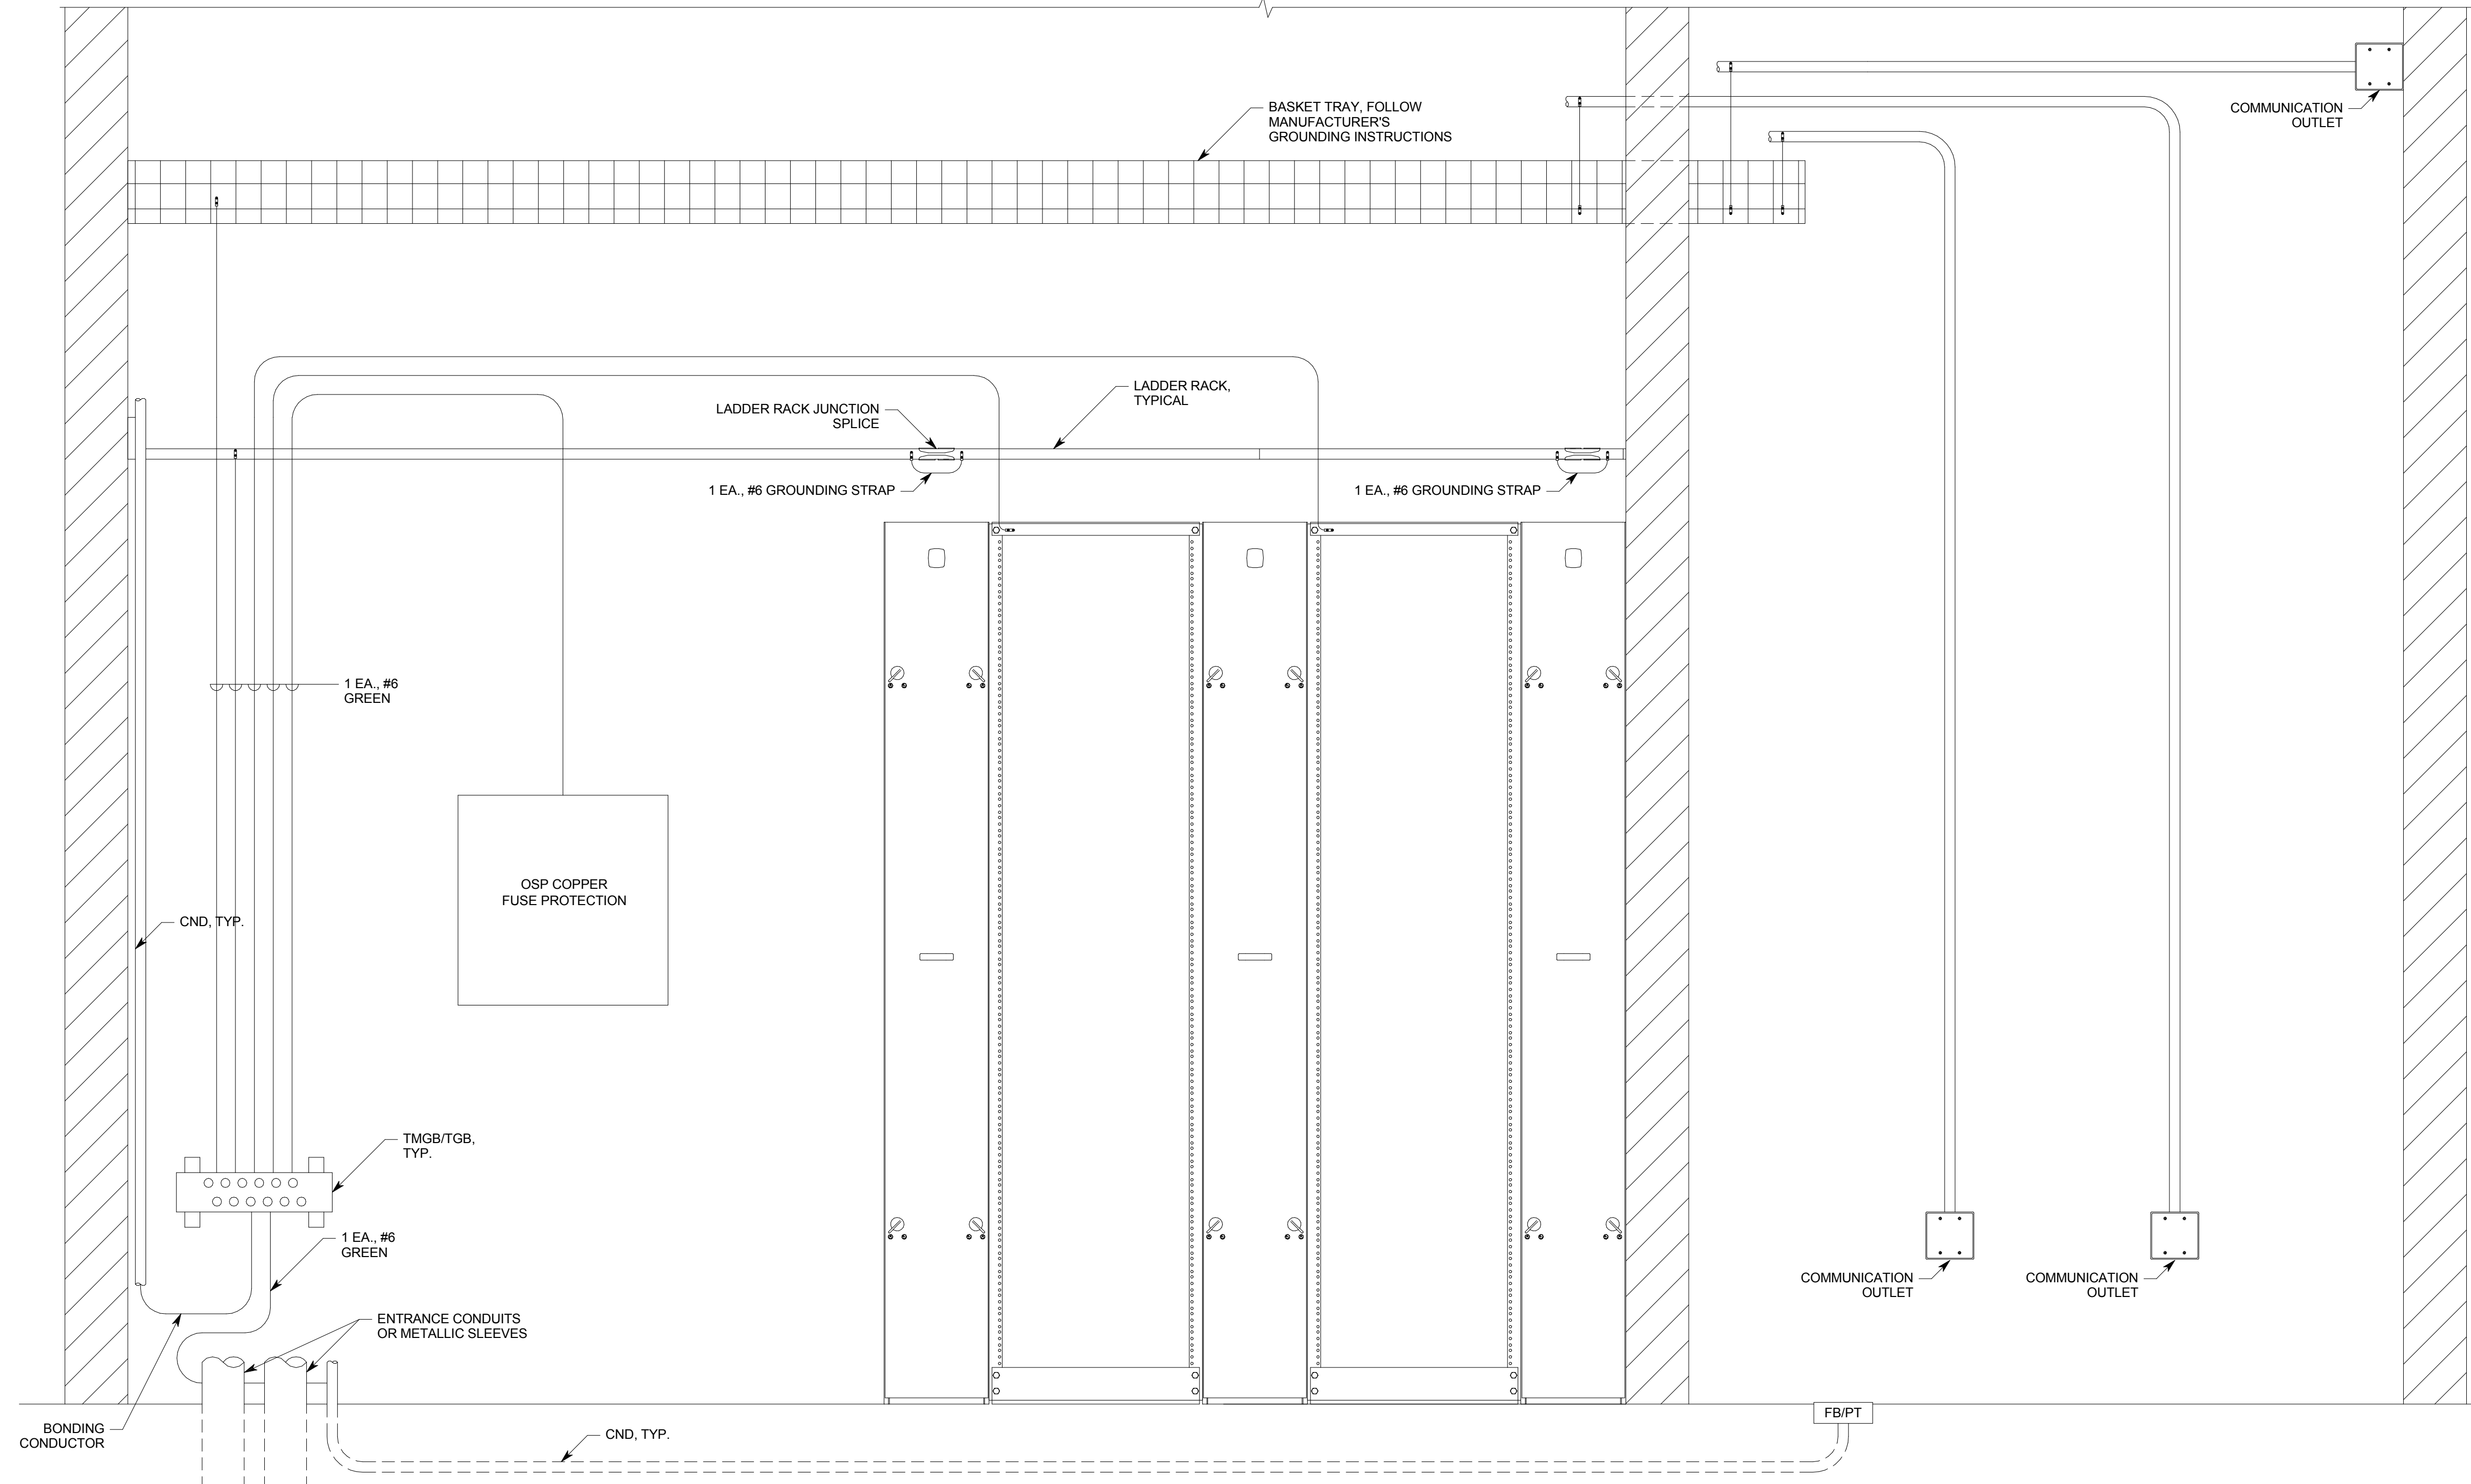 COMMUNICATION
OUTLET
BASKET TRAY, FOLLOW
MANUFACTURER'S
GROUNDING INSTRUCTIONS
LADDER RACK,
TYPICAL
LADDER RACK JUNCTION
SPLICE
1 EA., #6 GROUNDING STRAP
1 EA., #6 GROUNDING STRAP
1 EA., #6
GREEN
OSP COPPER
FUSE PROTECTION
CND, TYP.
TMGB/TGB,
TYP.
1 EA., #6
GREEN
COMMUNICATION
OUTLET
COMMUNICATION
OUTLET
ENTRANCE CONDUITS
OR METALLIC SLEEVES
FB/PT
BONDING
CONDUCTOR
CND, TYP.